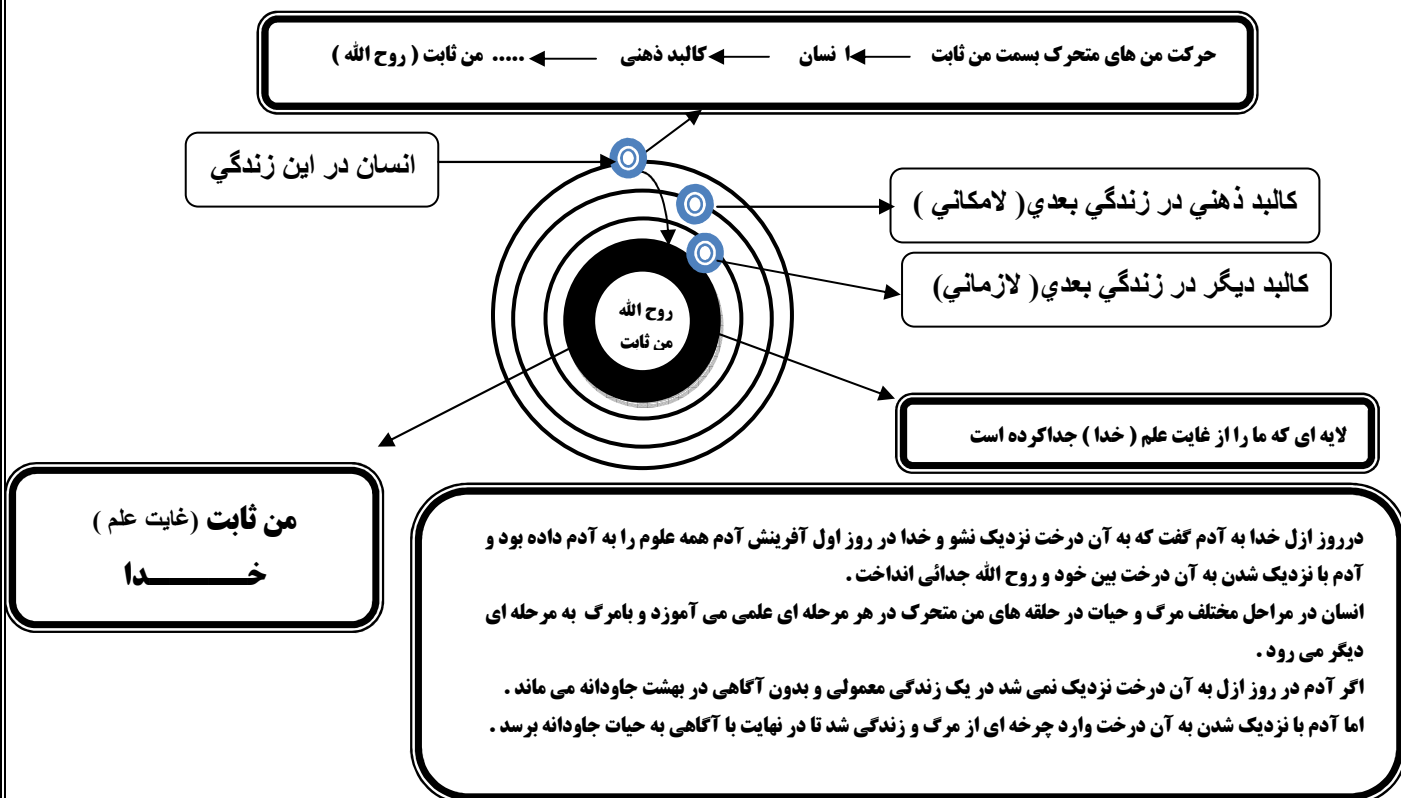 حرکت من های متحرک بسمت من ثابت ← ا نسان ← کالبد ذهنی ← ..... من ثابت ( روح الله )
انسان در اين زندگي
کالبد ذهني در زندگي بعدي( لامکاني )
کالبد ديگر در زندگي بعدي( لازماني)
روح الله
من ثابت
لایه ای که ما را از غایت علم ( خدا ) جداکرده است
من ثابت (غایت علم )
خـــــــدا
درروز ازل خدا به آدم گفت که به آن درخت نزدیک نشو و خدا در روز اول آفرینش آدم همه علوم را به آدم داده بود و
آدم با نزدیک شدن به آن درخت بین خود و روح الله جدائی انداخت .
انسان در مراحل مختلف مرگ و حیات در حلقه های من متحرک در هر مرحله ای علمی می آموزد و بامرگ به مرحله ای
دیگر می رود .
اگر آدم در روز ازل به آن درخت نزدیک نمی شد در یک زندگی معمولی و بدون آگاهی در بهشت جاودانه می ماند .
اما آدم با نزدیک شدن به آن درخت وارد چرخه ای از مرگ و زندگی شد تا در نهایت با آگاهی به حیات جاودانه برسد .